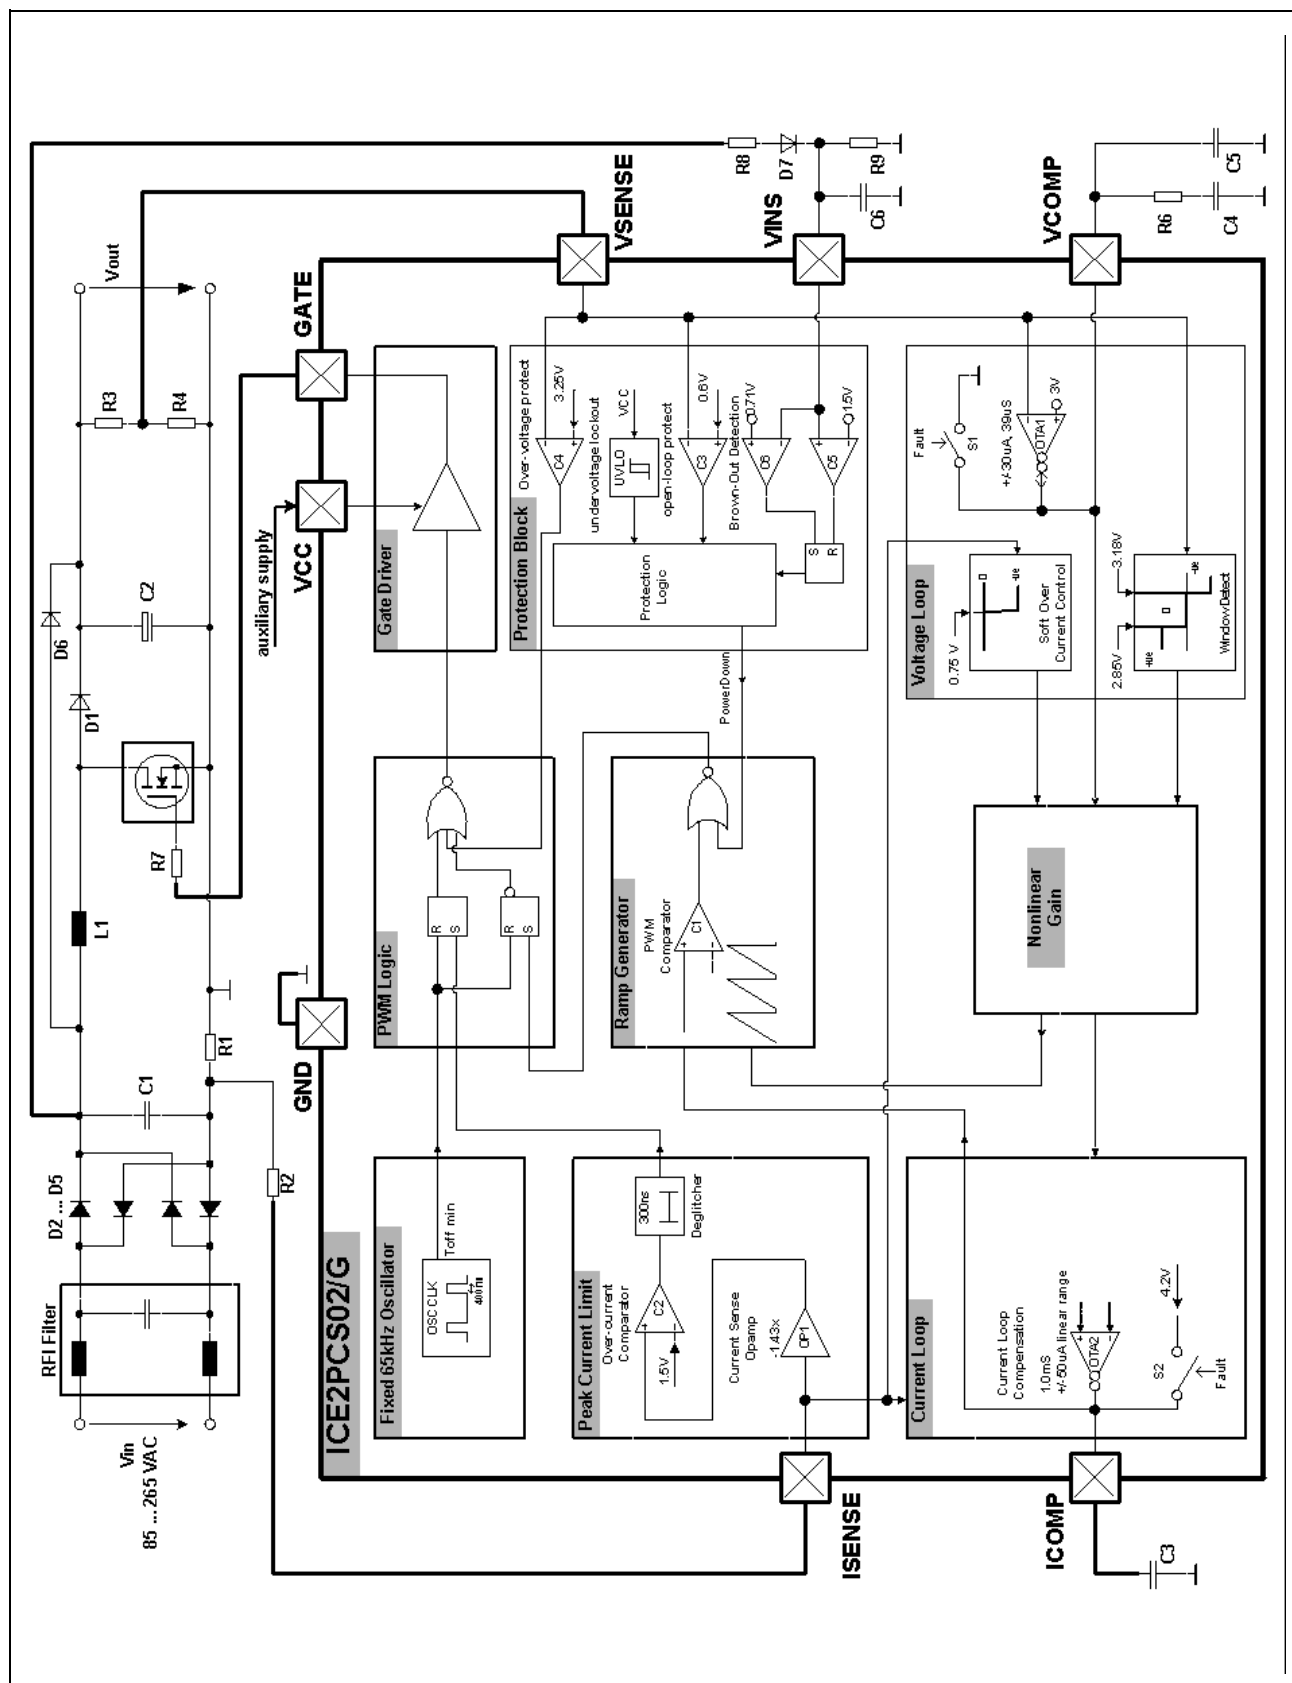 Vin
85 ... 265 VAC
RFI Filter
D2 ... D5
C1
R1
R2
L1
R7
D1
D6
C2
R3
R4
Vout
auxiliary supply
GND
VCC
GATE
ICE2PCS02/G
Fixed 65kHz Oscillator
OSC CLK
400ns
Toff min
PWM Logic
R
S
R
S
Gate Driver
Peak Current Limit
Over-current
Comparator
1.5V
C2
300ns
Deglitcher
Current Sense
Opamp
-1.43x
OP1
Ramp Generator
PWM
Comparator
C1
PowerDown
Protection Block
Protection
Logic
Over-voltage protect
C4
3.25V
undervoltage lockout
UVLO
VCC
open-loop protect
C3
0.6V
Brown-Out Detection
C6
0.71V
C5
1.5V
S
R
Current Loop
Current Loop
Compensation
1.0mS
+/-50uA linear range
OTA2
S2
Fault
4.2V
Nonlinear
Gain
Voltage Loop
0.75 V
Soft Over
Current Control
-ue
Fault
S1
+/-30uA, 39uS
OTA1
3V
2.85V
3.18V
+ue
-ue
Window Detect
ISENSE
ICOMP
C3
VSENSE
VINS
VCOMP
R8
D7
R9
C6
R6
C4
C5